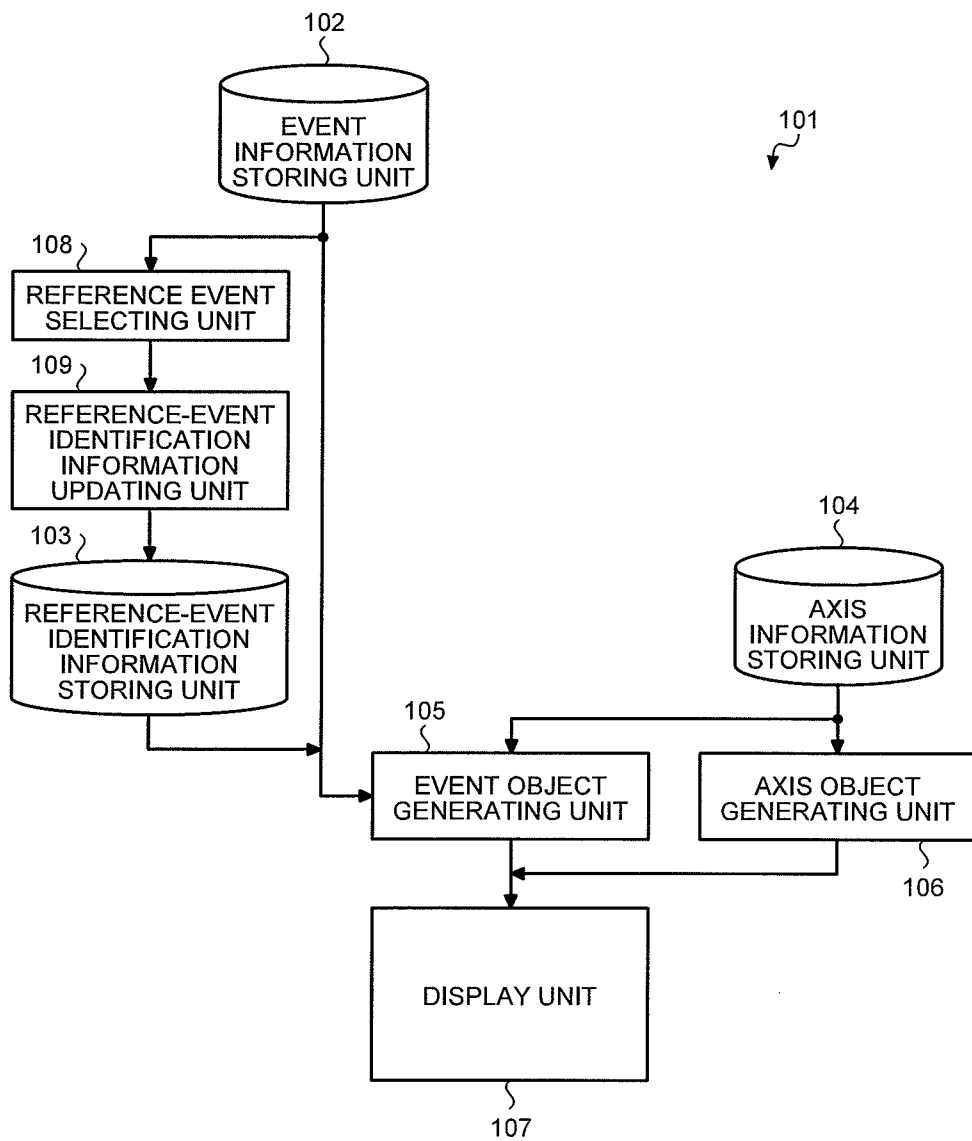 102
EVENT
INFORMATION
STORING UNIT
101
108
REFERENCE EVENT
SELECTING UNIT
109
REFERENCE-EVENT
IDENTIFICATION
INFORMATION
UPDATING UNIT
103
REFERENCE-EVENT
IDENTIFICATION
INFORMATION
STORING UNIT
104
AXIS
INFORMATION
STORING UNIT
105
EVENT OBJECT
GENERATING UNIT
AXIS OBJECT
GENERATING UNIT
106
DISPLAY UNIT
107